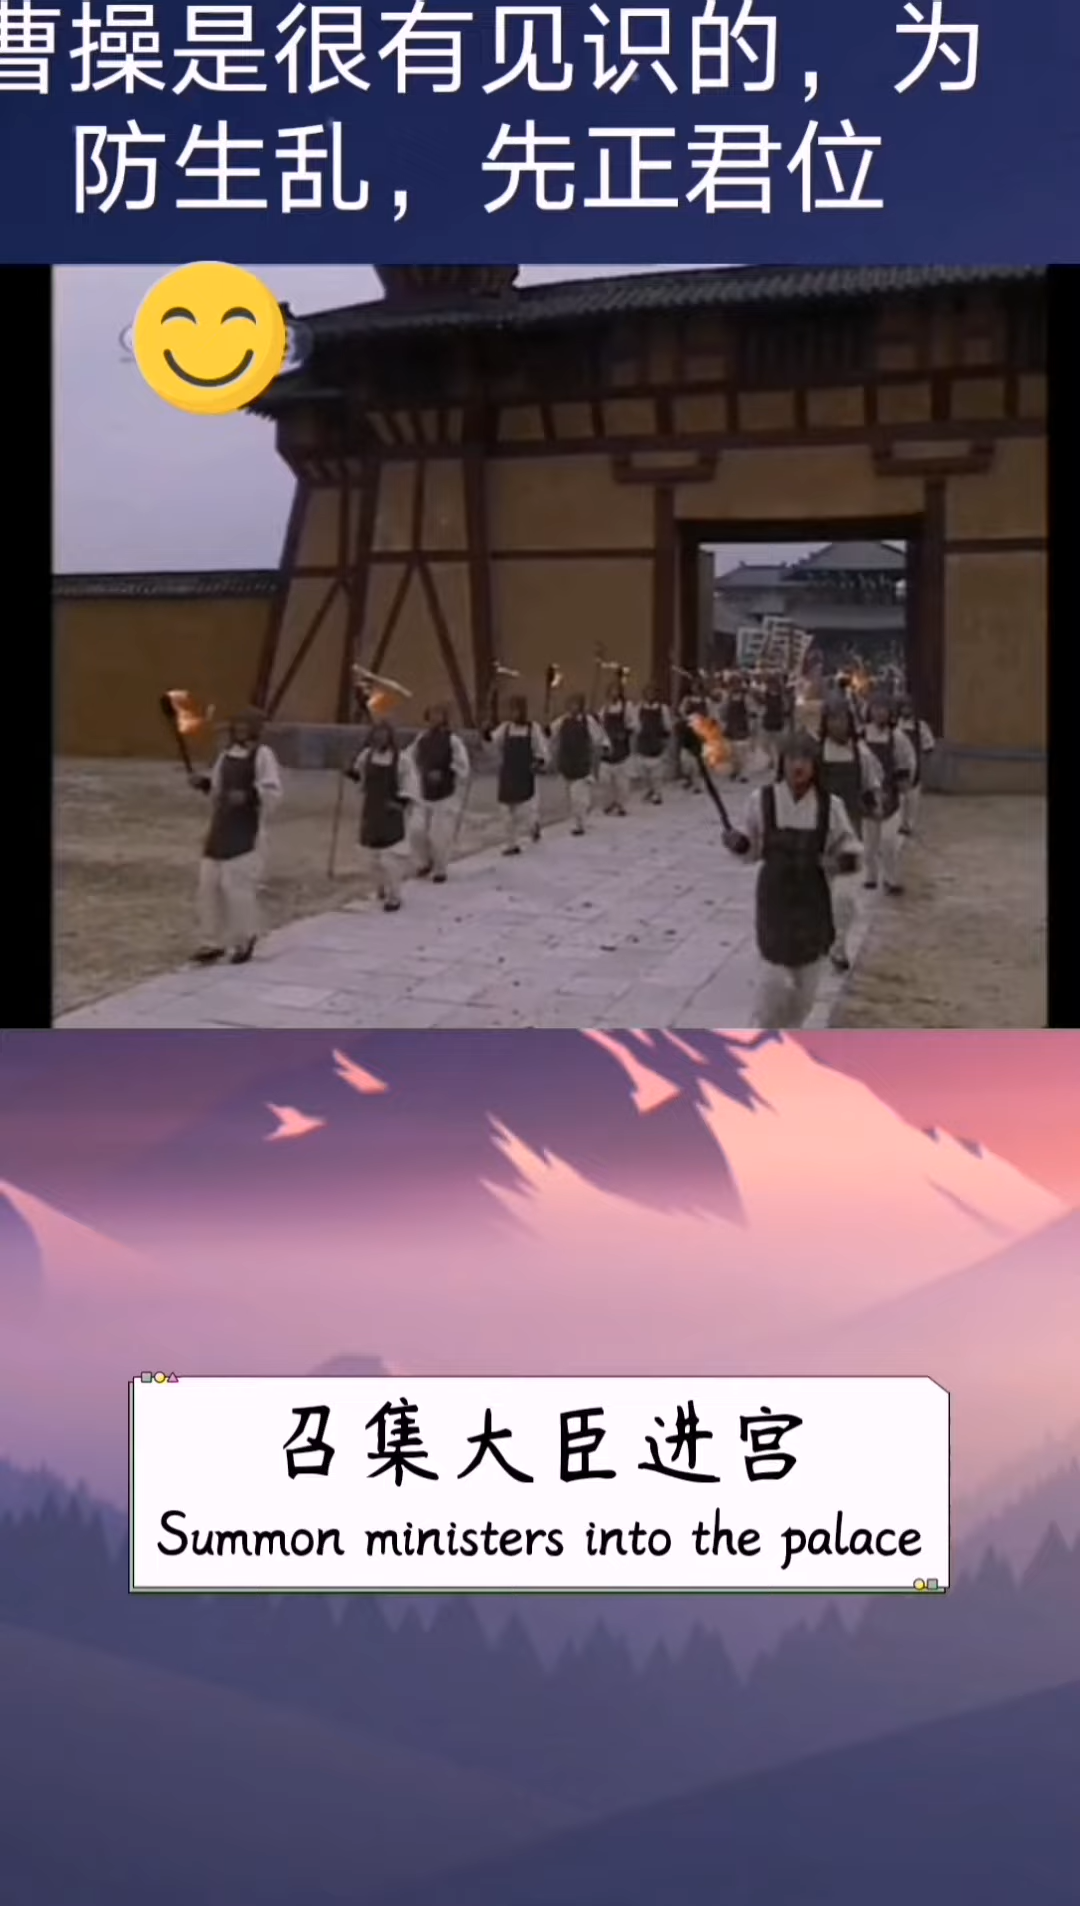 曹操是很有见识的，为
防生乱，先正君位
召集大臣进宫
Summon ministers into the palace